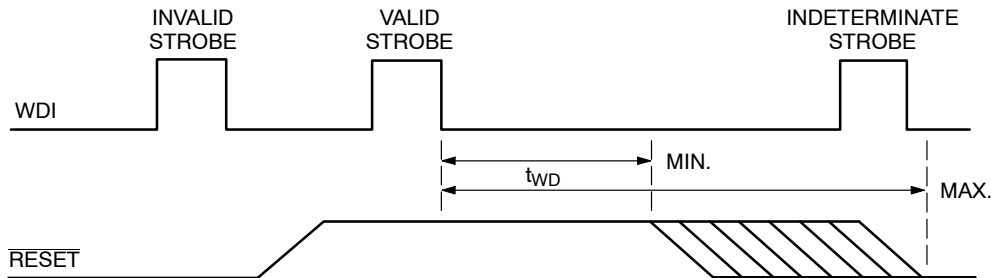 INVALID
STROBE
VALID
STROBE
INDETERMINATE
STROBE
WDI
MIN.
tWD
MAX.
RESET